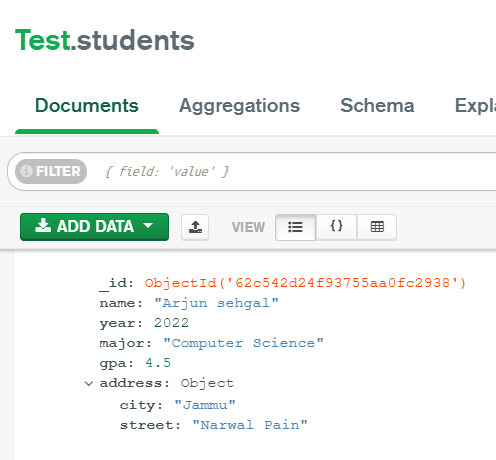 Test.students
Documents Aggregations Schema Expl
FILTER { field: 'value' }
ADD DATA VIEW {}
_id: ObjectId('62c542d24f93755aa0fc2938')
name: "Arjun sehgal"
year: 2022
major: "Computer Science"
gpa: 4.5
address: Object
city: "Jammu"
street: "Narwal Pain"